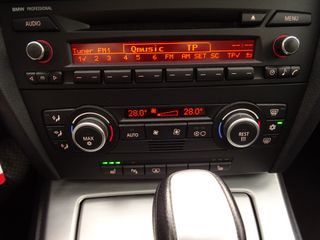 BMW PROFESSIONAL
AUDIO
MENU
Tuner FM1 Qmusic TP
1√ 2 3 4 5 6 FM AM SC TP√
28.0° 28.0°
MAX
AUTO
REST